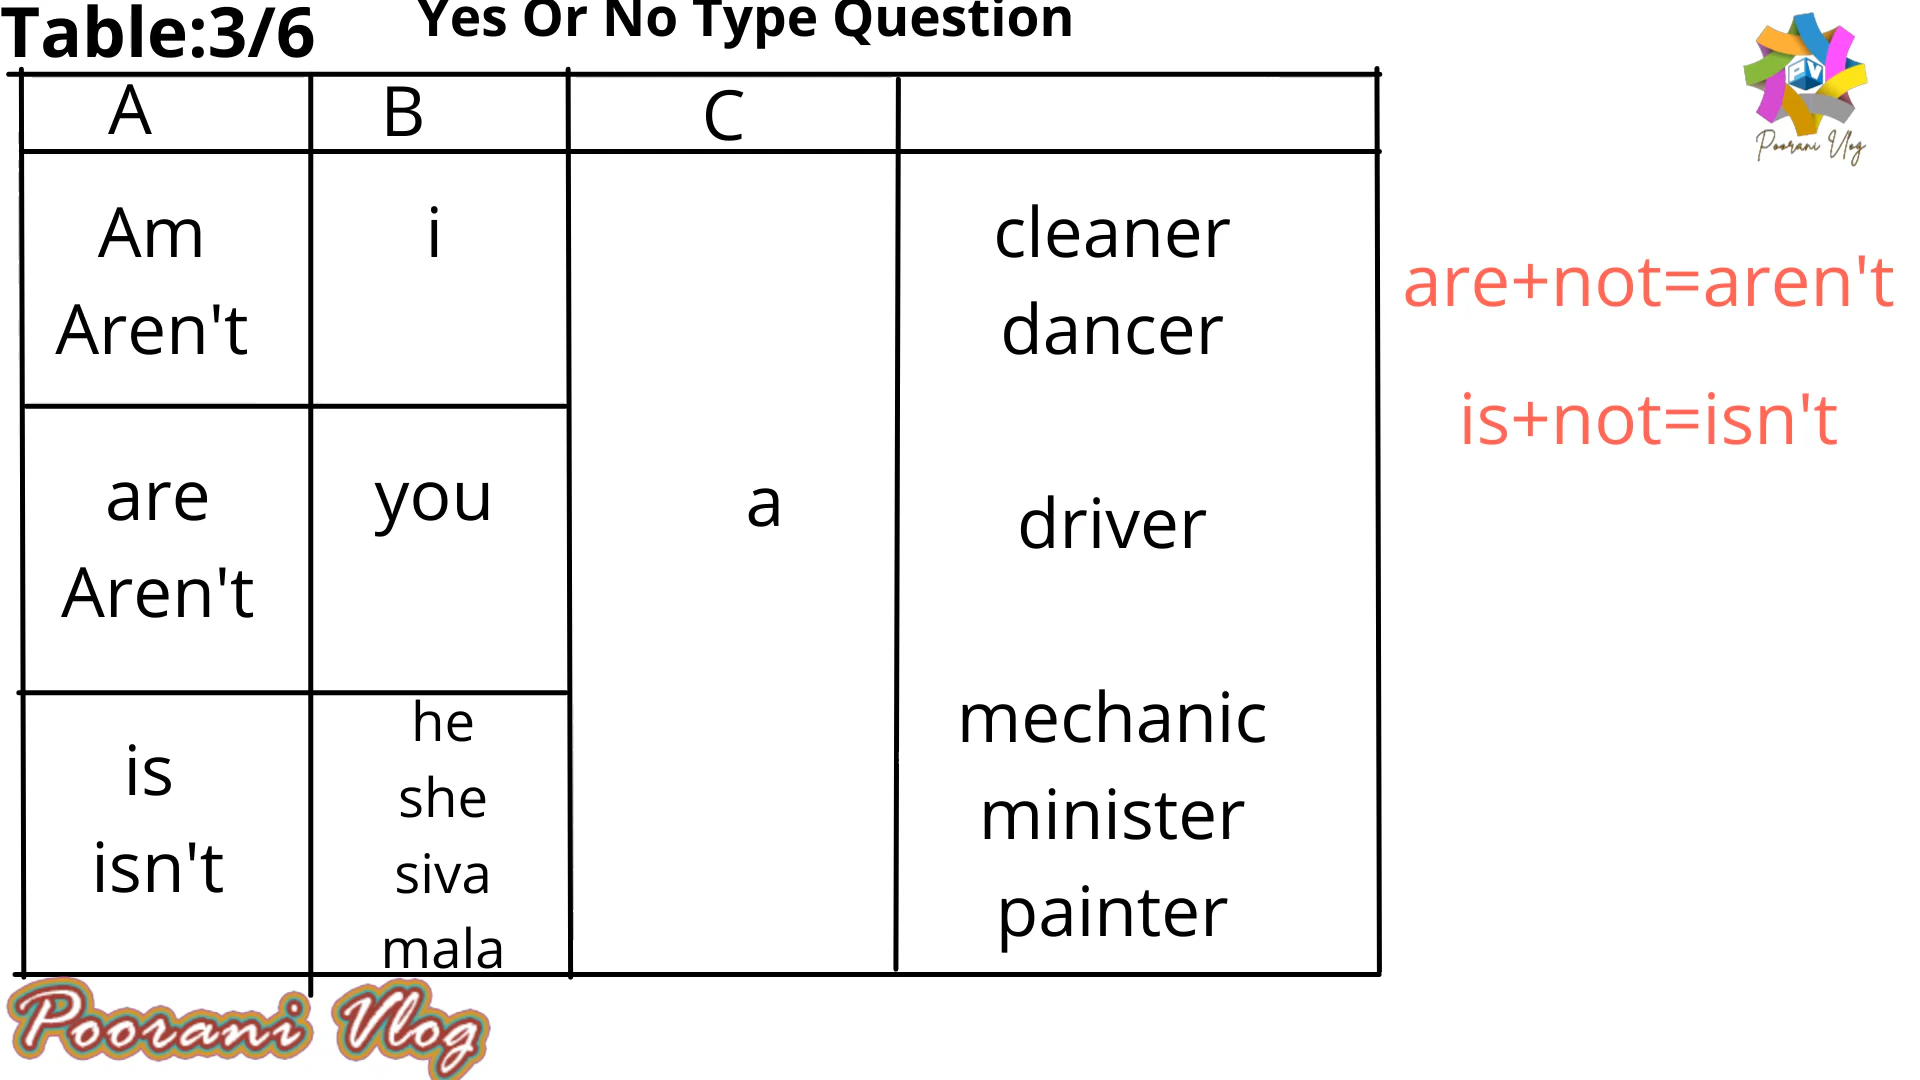 Table:3/6
Yes Or No Type Question
A
B
C
Am
Aren't
i
are
Aren't
you
is
isn't
he
she
siva
mala
a
cleaner
dancer
driver
mechanic
minister
painter
are+not=aren't
is+not=isn't
PV
Poorani Vlog
Poorani Vlog